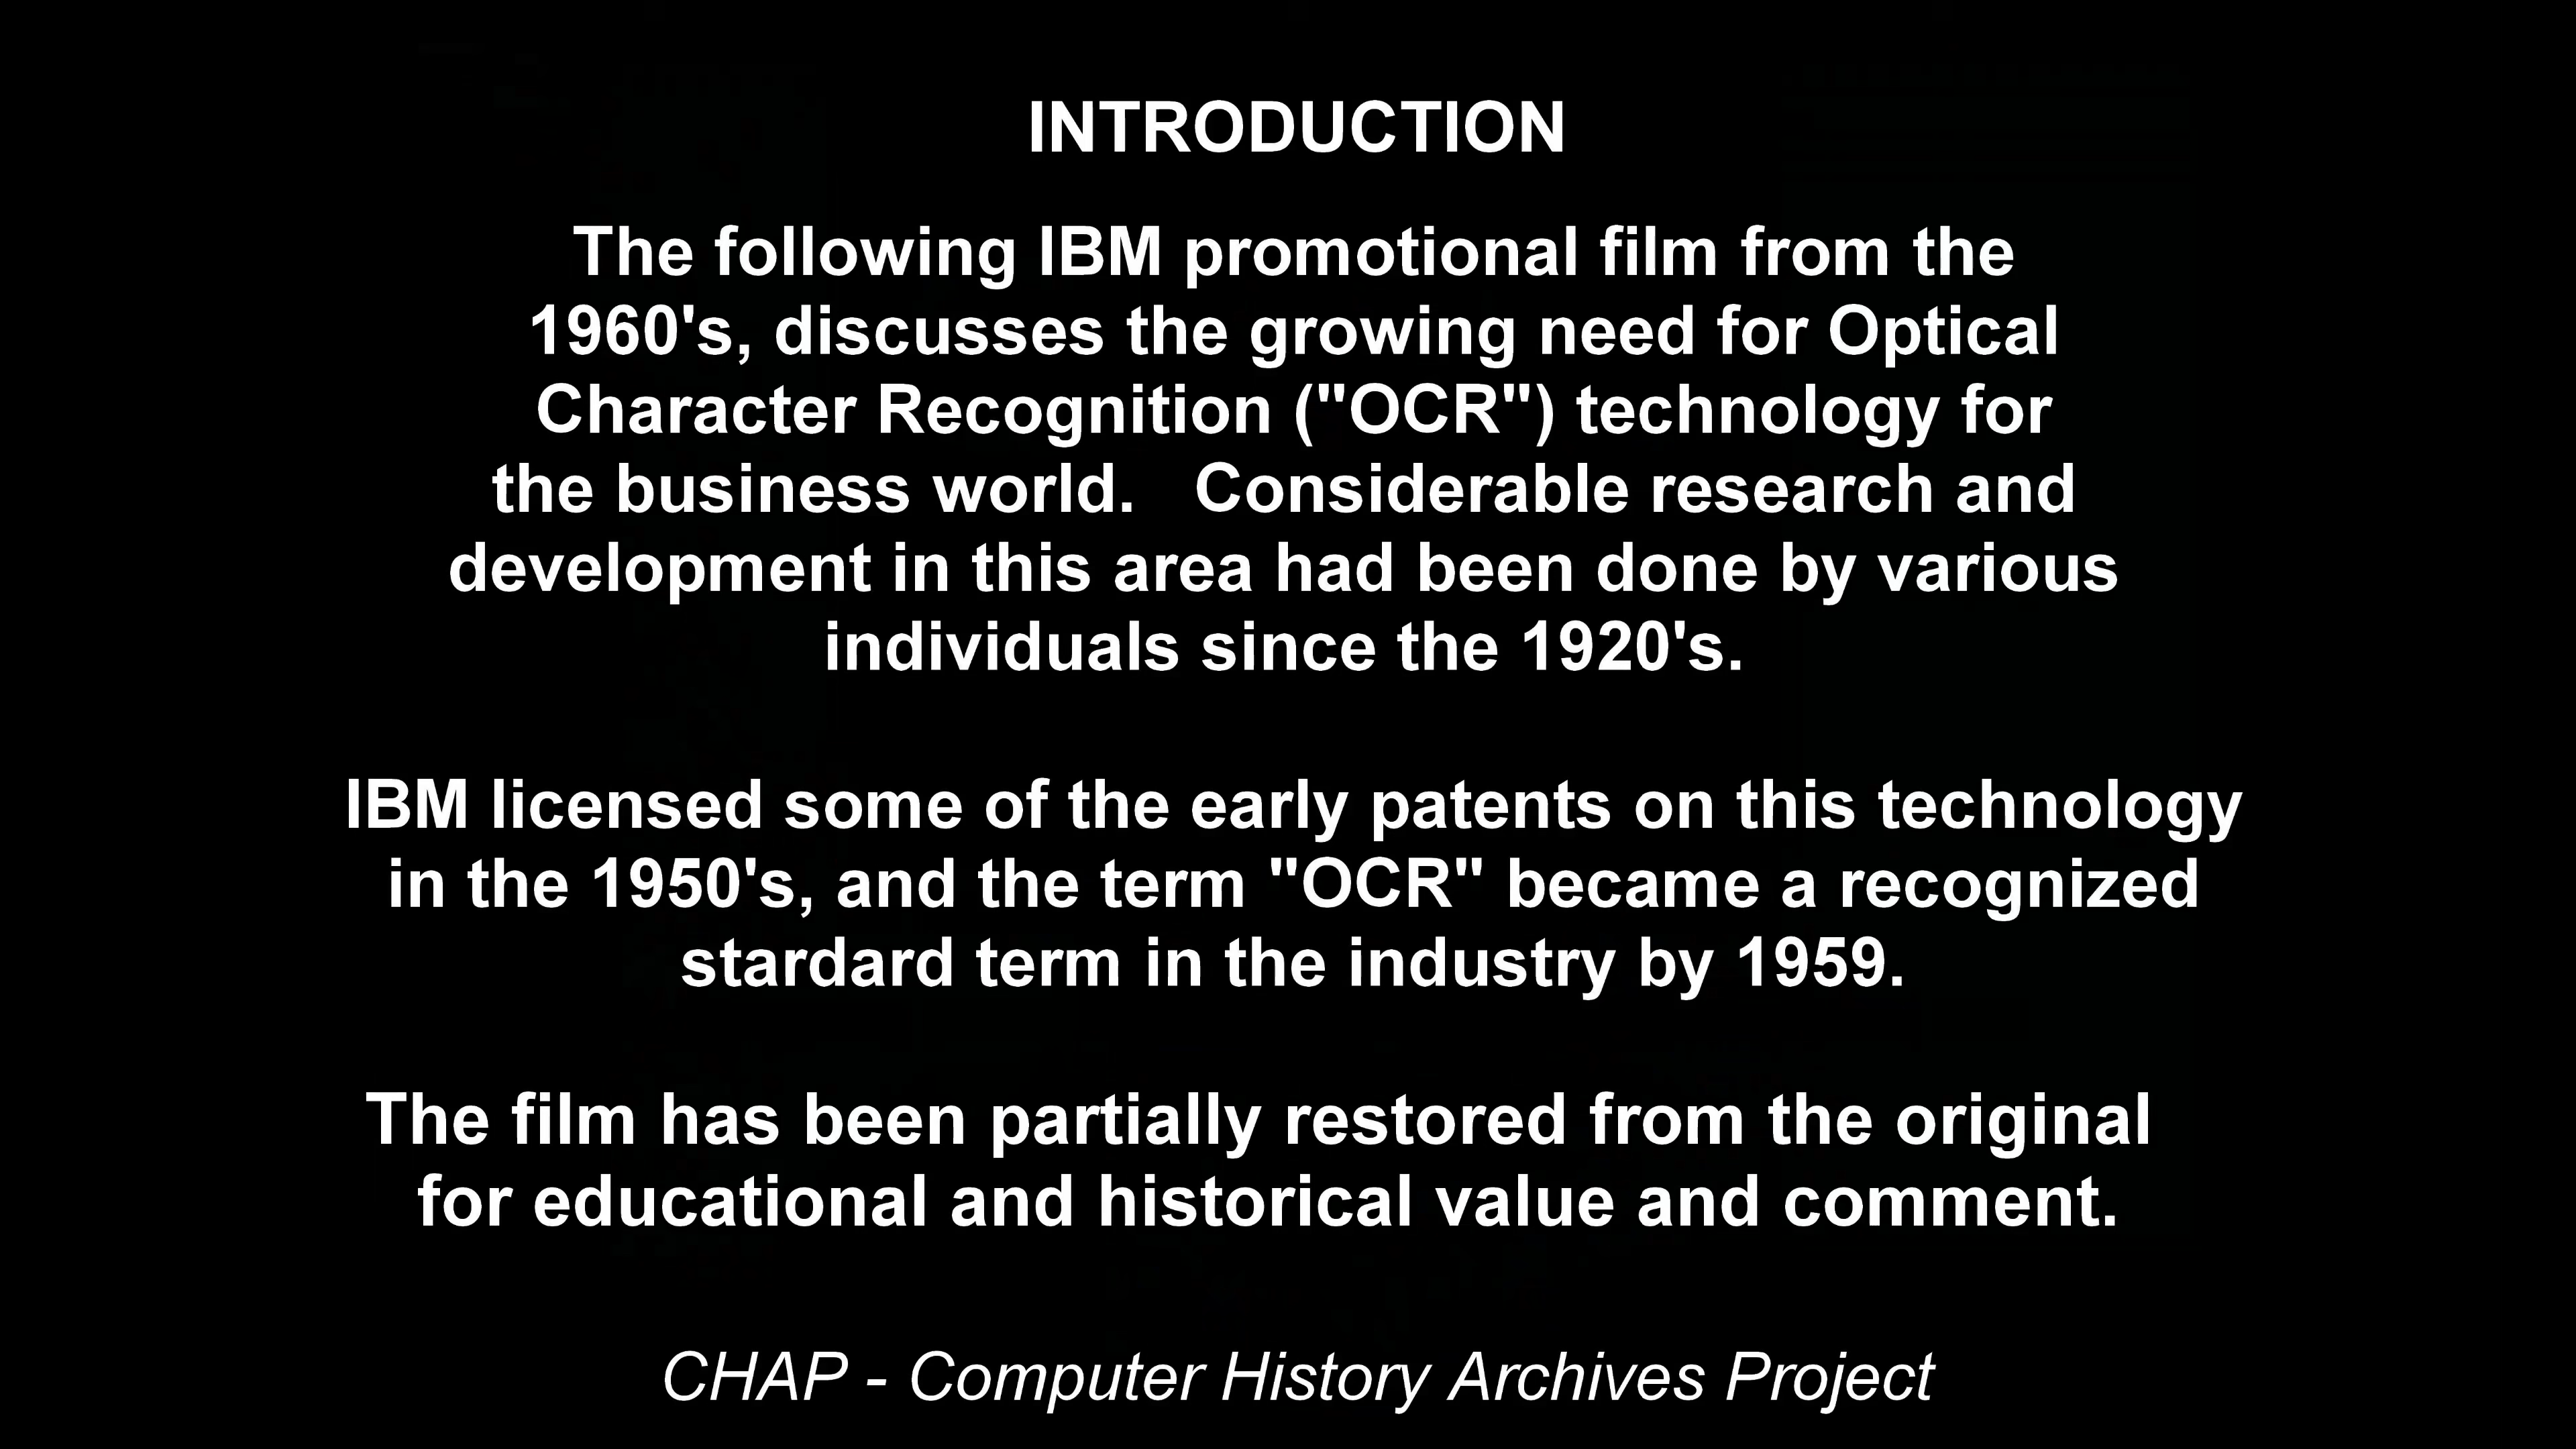 INTRODUCTION
The following IBM promotional film from the
1960's, discusses the growing need for Optical
Character Recognition ("OCR") technology for
the business world.   Considerable research and
development in this area had been done by various
individuals since the 1920's.
IBM licensed some of the early patents on this technology
in the 1950's, and the term "OCR" became a recognized
stardard term in the industry by 1959.
The film has been partially restored from the original
for educational and historical value and comment.
CHAP - Computer History Archives Project